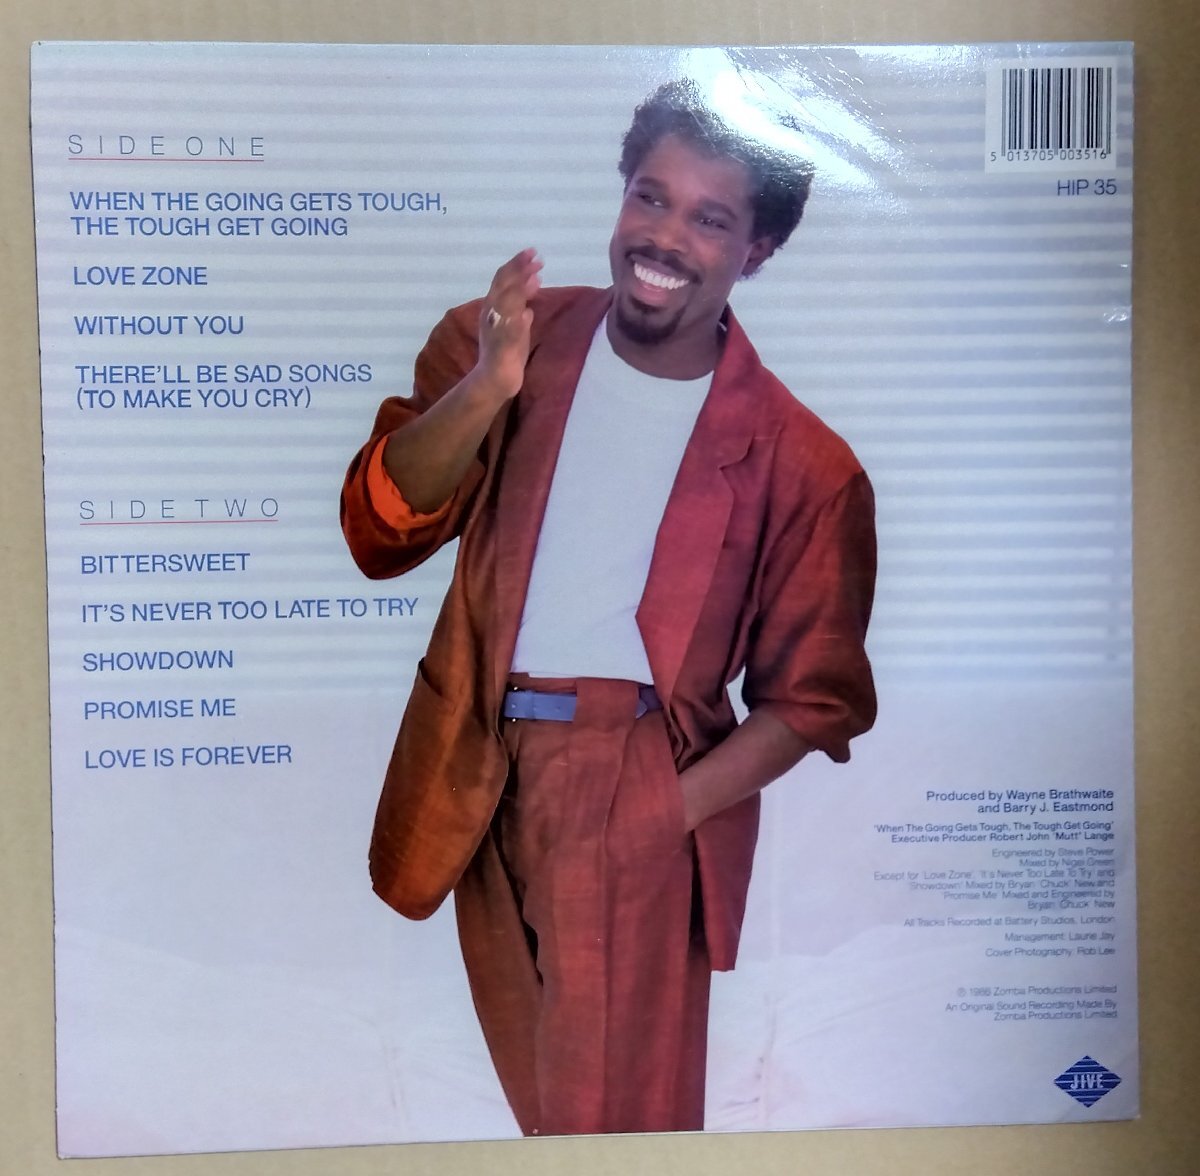 SIDE ONE
WHEN THE GOING GETS TOUGH,
THE TOUGH GET GOING
LOVE ZONE
WITHOUT YOU
THERE'LL BE SAD SONGS
(TO MAKE YOU CRY)
SIDE TWO
BITTERSWEET
IT'S NEVER TOO LATE TO TRY
SHOWDOWN
PROMISE ME
LOVE IS FOREVER
5 013705 003516
HIP 35
Produced by Wayne Brathwaite
and Barry J. Eastmond
'When The Going Gets Tough, The Tough Get Going'
Executive Producer Robert John 'Mutt' Lange
Engineered by Steve Power
Mixed by Nigel Green
Except for 'Love Zone', 'It's Never Too Late To Try' and
'Showdown' Mixed by Bryan 'Chuck' New and
'Promise Me' Mixed and Engineered by
Bryan 'Chuck' New
All Tracks Recorded at Battery Studios, London
Management: Laurie Jay
Cover Photography: Rob Lee
℗ 1986 Zomba Productions Limited
An Original Sound Recording Made By
Zomba Productions Limited
JIVE